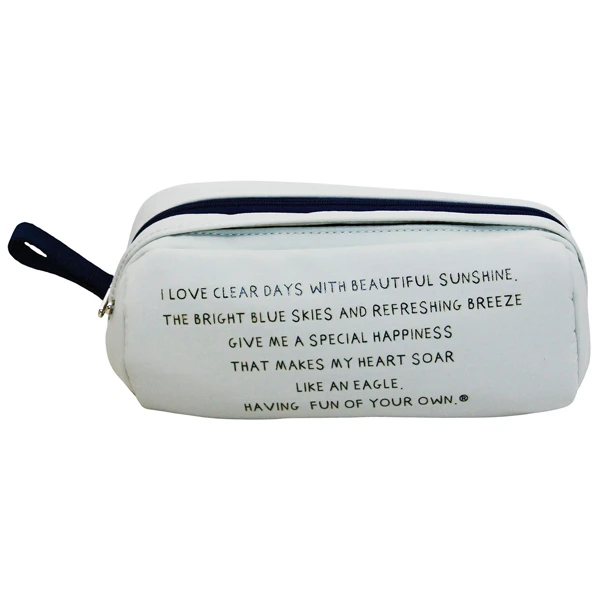 I LOVE CLEAR DAYS WITH BEAUTIFUL SUNSHINE.
THE BRIGHT BLUE SKIES AND REFRESHING BREEZE
GIVE ME A SPECIAL HAPPINESS
THAT MAKES MY HEART SOAR
LIKE AN EAGLE.
HAVING FUN OF YOUR OWN.®